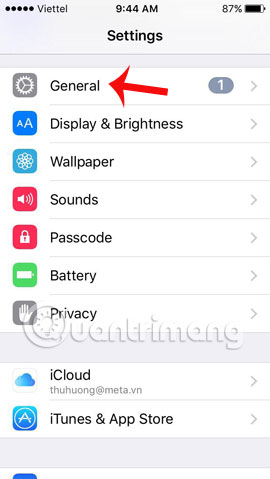 Viettel 9:44 AM 87%
Settings
General 1
Display & Brightness
Wallpaper
Sounds
Passcode
Battery
Privacy
Quantrimang
iCloud
thuhuong@meta.vn
iTunes & App Store